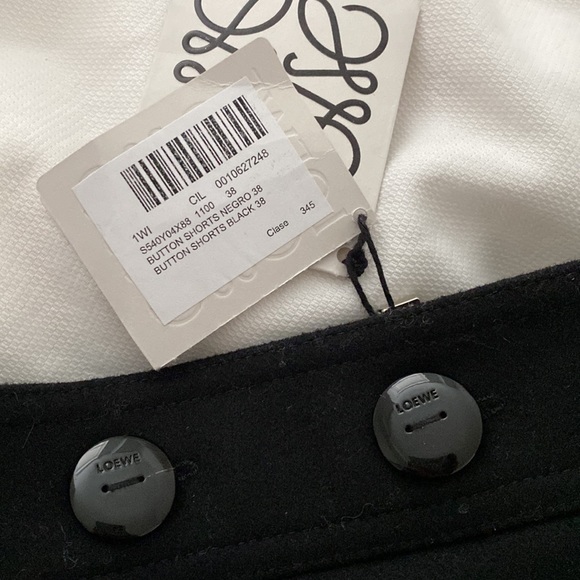 CIL 0010627248
1WI
S540Y04X88 1100 38
BUTTON SHORTS NEGRO 38
BUTTON SHORTS BLACK 38
Clase 345
LOEWE
LOEWE